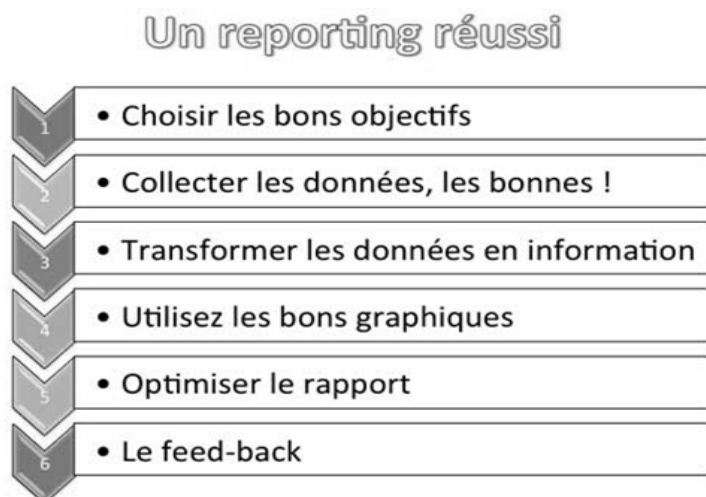 Un reporting réussi
1 • Choisir les bons objectifs
2 • Collecter les données, les bonnes !
3 • Transformer les données en information
4 • Utilisez les bons graphiques
5 • Optimiser le rapport
6 • Le feed-back